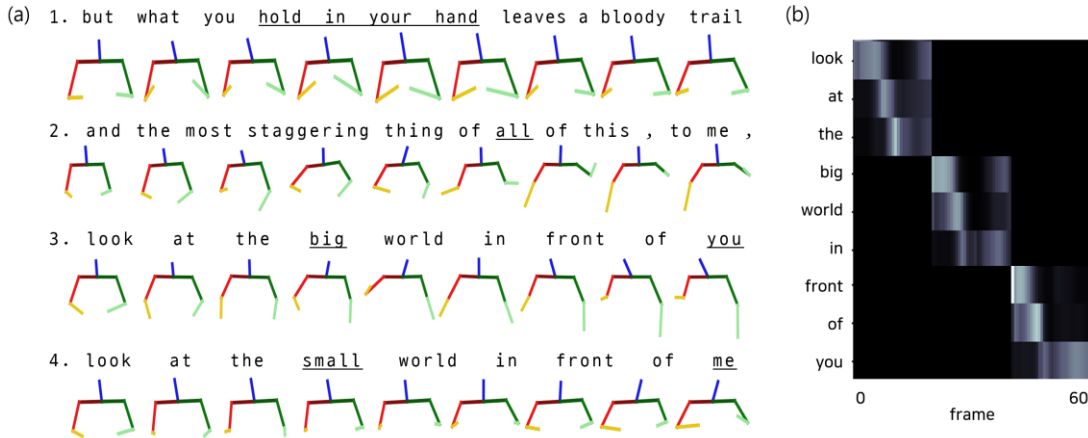 (a)
1. but what you hold in your hand leaves a bloody trail
2. and the most staggering thing of all of this , to me ,
3. look at the big world in front of you
4. look at the small world in front of me
(b)
look
at
the
big
world
in
front
of
you
0 60
frame